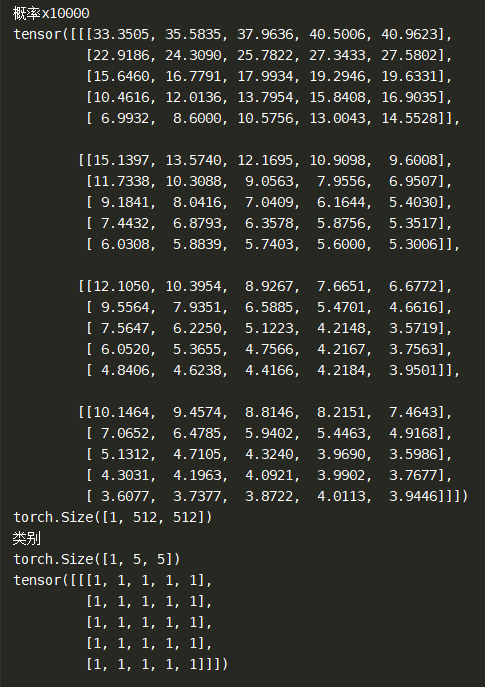 概率x10000
tensor([[[33.3505, 35.5835, 37.9636, 40.5006, 40.9623],
         [22.9186, 24.3090, 25.7822, 27.3433, 27.5802],
         [15.6460, 16.7791, 17.9934, 19.2946, 19.6331],
         [10.4616, 12.0136, 13.7954, 15.8408, 16.9035],
         [ 6.9932,  8.6000, 10.5756, 13.0043, 14.5528]],
        [[15.1397, 13.5740, 12.1695, 10.9098,  9.6008],
         [11.7338, 10.3088,  9.0563,  7.9556,  6.9507],
         [ 9.1841,  8.0416,  7.0409,  6.1644,  5.4030],
         [ 7.4432,  6.8793,  6.3578,  5.8756,  5.3517],
         [ 6.0308,  5.8839,  5.7403,  5.6000,  5.3006]],
        [[12.1050, 10.3954,  8.9267,  7.6651,  6.6772],
         [ 9.5564,  7.9351,  6.5885,  5.4701,  4.6616],
         [ 7.5647,  6.2250,  5.1223,  4.2148,  3.5719],
         [ 6.0520,  5.3655,  4.7566,  4.2167,  3.7563],
         [ 4.8406,  4.6238,  4.4166,  4.2184,  3.9501]],
        [[10.1464,  9.4574,  8.8146,  8.2151,  7.4643],
         [ 7.0652,  6.4785,  5.9402,  5.4463,  4.9168],
         [ 5.1312,  4.7105,  4.3240,  3.9690,  3.5986],
         [ 4.3031,  4.1963,  4.0921,  3.9902,  3.7677],
         [ 3.6077,  3.7377,  3.8722,  4.0113,  3.9446]]])
torch.Size([1, 512, 512])
类别
torch.Size([1, 5, 5])
tensor([[[1, 1, 1, 1, 1],
         [1, 1, 1, 1, 1],
         [1, 1, 1, 1, 1],
         [1, 1, 1, 1, 1],
         [1, 1, 1, 1, 1]]])